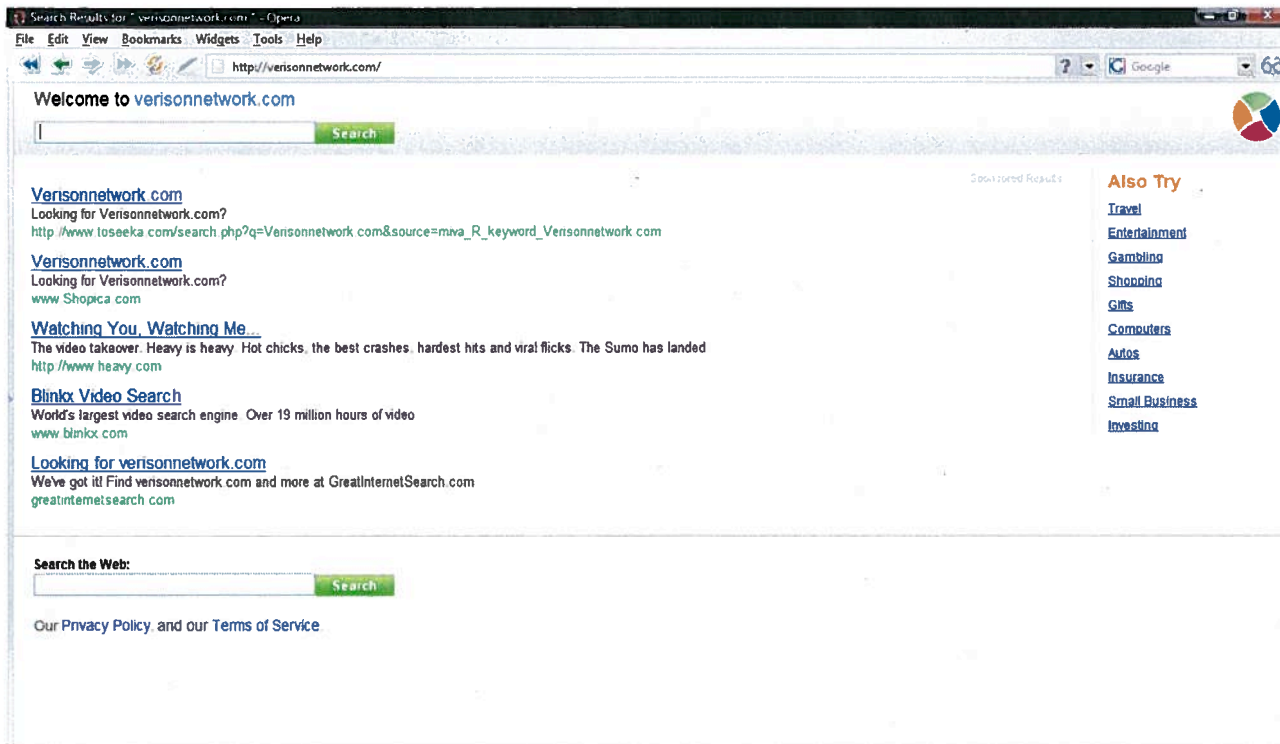 Search Results for " verisonnetwork.com " - Opera
File Edit View Bookmarks Widgets Tools Help
http://verisonnetwork.com/
? Google
Welcome to verisonnetwork.com
Search
Sponsored Results
Verisonnetwork.com
Looking for Verisonnetwork.com?
http://www.toseeka.com/search.php?q=Verisonnetwork.com&source=miva_R_keyword_Verisonnetwork.com
Verisonnetwork.com
Looking for Verisonnetwork.com?
www.Shopica.com
Watching You, Watching Me...
The video takeover. Heavy is heavy. Hot chicks, the best crashes, hardest hits and viral flicks. The Sumo has landed
http://www.heavy.com
Blinkx Video Search
World's largest video search engine. Over 19 million hours of video
www.blinkx.com
Looking for verisonnetwork.com
We've got it! Find verisonnetwork.com and more at GreatInternetSearch.com
greatinternetsearch.com
Also Try
Travel
Entertainment
Gambling
Shopping
Gifts
Computers
Autos
Insurance
Small Business
Investing
Search the Web:
Search
Our Privacy Policy, and our Terms of Service.